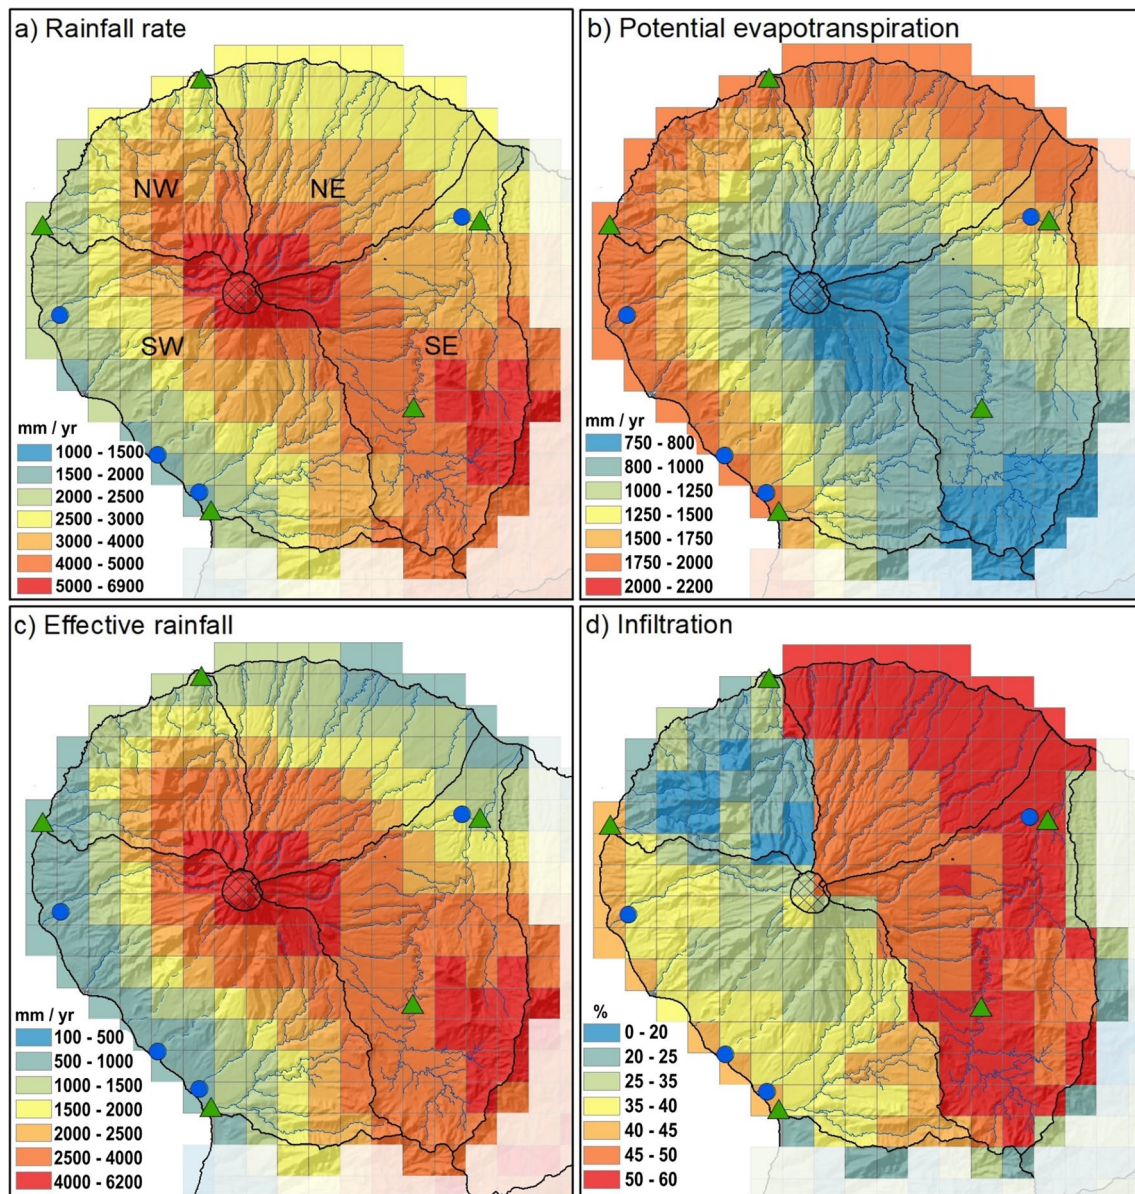 a) Rainfall rate
NW
NE
SW
SE
mm / yr
1000 - 1500
1500 - 2000
2000 - 2500
2500 - 3000
3000 - 4000
4000 - 5000
5000 - 6900
b) Potential evapotranspiration
mm / yr
750 - 800
800 - 1000
1000 - 1250
1250 - 1500
1500 - 1750
1750 - 2000
2000 - 2200
c) Effective rainfall
mm / yr
100 - 500
500 - 1000
1000 - 1500
1500 - 2000
2000 - 2500
2500 - 4000
4000 - 6200
d) Infiltration
%
0 - 20
20 - 25
25 - 35
35 - 40
40 - 45
45 - 50
50 - 60